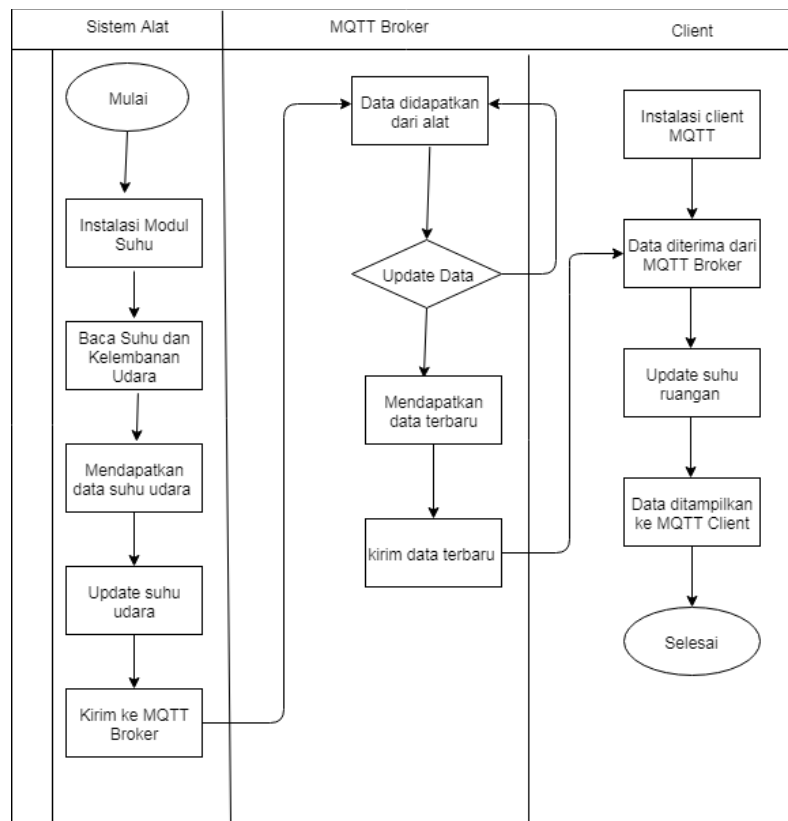 Sistem Alat
MQTT Broker
Client
Mulai
Instalasi Modul
Suhu
Baca Suhu dan
Kelembanan
Udara
Mendapatkan
data suhu udara
Update suhu
udara
Kirim ke MQTT
Broker
Data didapatkan
dari alat
Update Data
Mendapatkan
data terbaru
kirim data terbaru
Instalasi client
MQTT
Data diterima dari
MQTT Broker
Update suhu
ruangan
Data ditampilkan
ke MQTT Client
Selesai